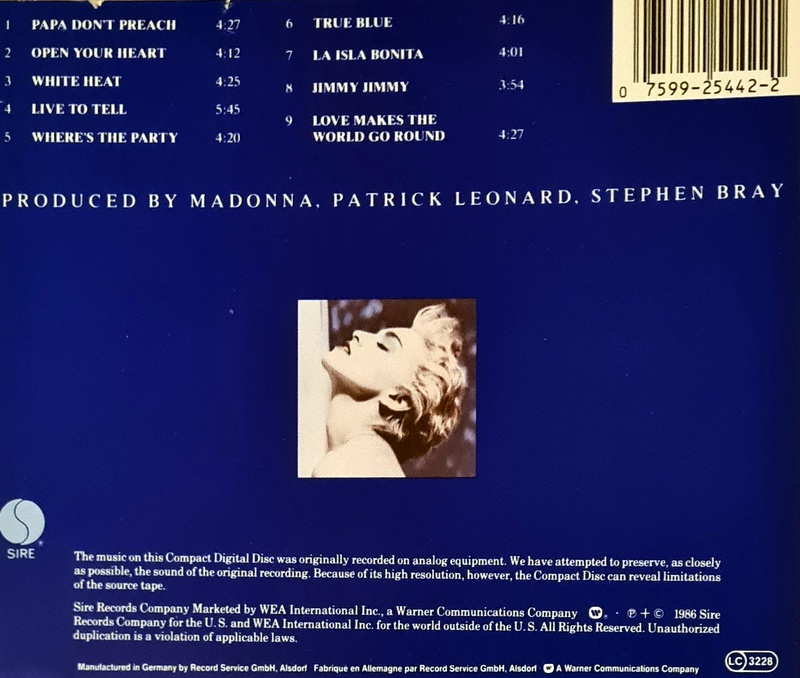 1 PAPA DON'T PREACH 4:27
2 OPEN YOUR HEART 4:12
3 WHITE HEAT 4:25
4 LIVE TO TELL 5:45
5 WHERE'S THE PARTY 4:20
6 TRUE BLUE 4:16
7 LA ISLA BONITA 4:01
8 JIMMY JIMMY 3:54
9 LOVE MAKES THE
WORLD GO ROUND 4:27
0 7599-25442-2
PRODUCED BY MADONNA, PATRICK LEONARD, STEPHEN BRAY
SIRE
The music on this Compact Digital Disc was originally recorded on analog equipment. We have attempted to preserve, as closely
as possible, the sound of the original recording. Because of its high resolution, however, the Compact Disc can reveal limitations
of the source tape.
Sire Records Company Marketed by WEA International Inc., a Warner Communications Company . · ℗ + © 1986 Sire
Records Company for the U.S. and WEA International Inc. for the world outside of the U.S. All Rights Reserved. Unauthorized
duplication is a violation of applicable laws.
Manufactured in Germany by Record Service GmbH, Alsdorf Fabriqué en Allemagne par Record Service GmbH, Alsdorf · A Warner Communications Company
LC 3228